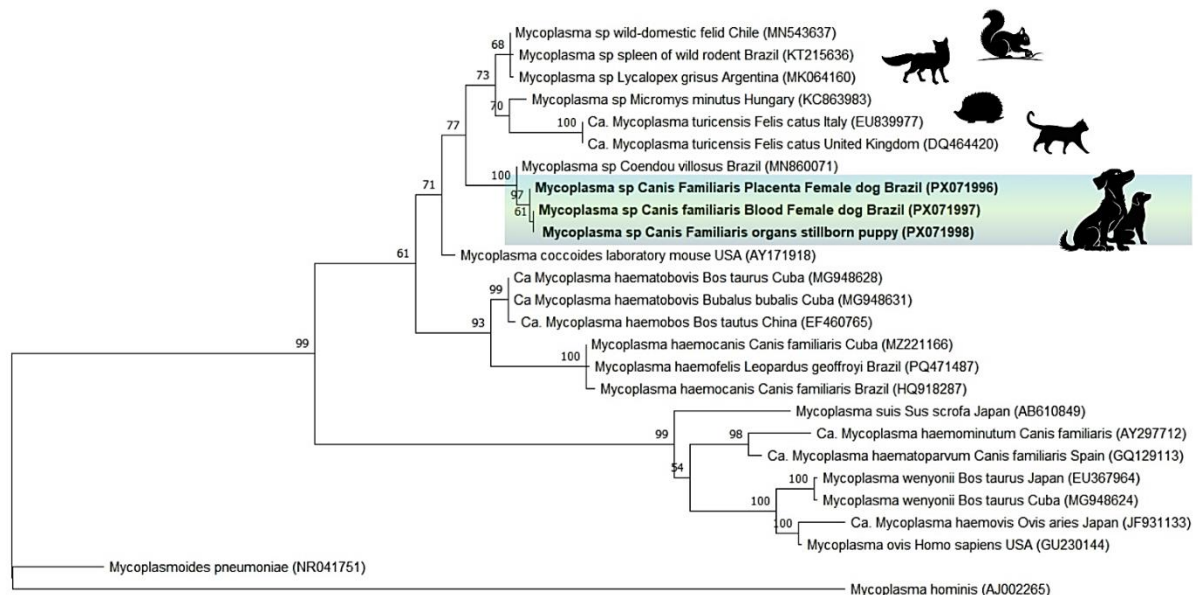 Mycoplasma sp wild-domestic felid Chile (MN543637)
68
Mycoplasma sp spleen of wild rodent Brazil (KT215636)
73
Mycoplasma sp Lycalopex grisus Argentina (MK064160)
Mycoplasma sp Micromys minutus Hungary (KC863983)
70
77
100
Ca. Mycoplasma turicensis Felis catus Italy (EU839977)
Ca. Mycoplasma turicensis Felis catus United Kingdom (DQ464420)
Mycoplasma sp Coendou villosus Brazil (MN860071)
100
71
Mycoplasma sp Canis Familiaris Placenta Female dog Brazil (PX071996)
97
61
Mycoplasma sp Canis familiaris Blood Female dog Brazil (PX071997)
Mycoplasma sp Canis Familiaris organs stillborn puppy (PX071998)
61
Mycoplasma coccoides laboratory mouse USA (AY171918)
Ca Mycoplasma haematobovis Bos taurus Cuba (MG948628)
99
Ca Mycoplasma haematobovis Bubalus bubalis Cuba (MG948631)
93
Ca. Mycoplasma haemobos Bos tautus China (EF460765)
99
Mycoplasma haemocanis Canis familiaris Cuba (MZ221166)
100
Mycoplasma haemofelis Leopardus geoffroyi Brazil (PQ471487)
Mycoplasma haemocanis Canis familiaris Brazil (HQ918287)
Mycoplasma suis Sus scrofa Japan (AB610849)
99
98
Ca. Mycoplasma haemominutum Canis familiaris (AY297712)
Ca. Mycoplasma haematoparvum Canis familiaris Spain (GQ129113)
54
100
Mycoplasma wenyonii Bos taurus Japan (EU367964)
100
Mycoplasma wenyonii Bos taurus Cuba (MG948624)
100
Ca. Mycoplasma haemovis Ovis aries Japan (JF931133)
Mycoplasma ovis Homo sapiens USA (GU230144)
Mycoplasmoides pneumoniae (NR041751)
Mycoplasma hominis (AJ002265)